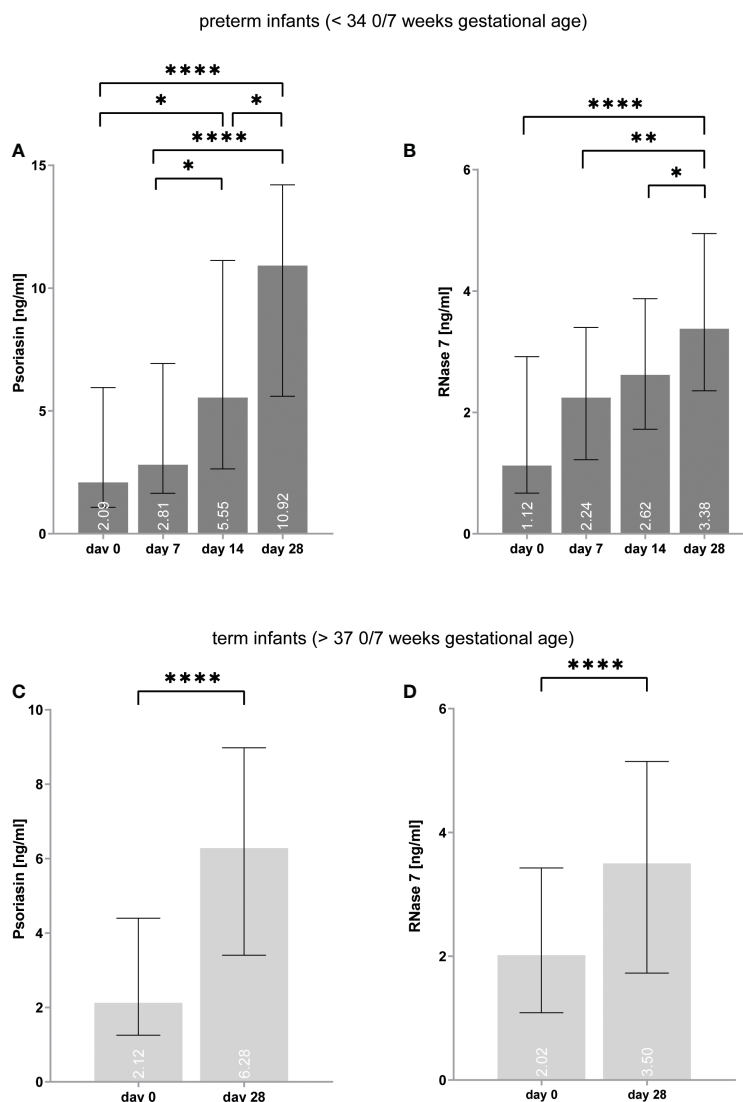 preterm infants (< 34 0/7 weeks gestational age)
****
*
*
****
*
A
15
10
5
0
Psoriasin [ng/ml]
2.09
2.81
5.55
10.92
day 0
day 7
day 14
day 28
****
**
*
B
6
4
2
0
RNase 7 [ng/ml]
1.12
2.24
2.62
3.38
day 0
day 7
day 14
day 28
term infants (> 37 0/7 weeks gestational age)
C
****
10
8
6
4
2
0
Psoriasin [ng/ml]
2.12
6.28
day 0
day 28
D
****
6
4
2
0
RNase 7 [ng/ml]
2.02
3.50
day 0
day 28